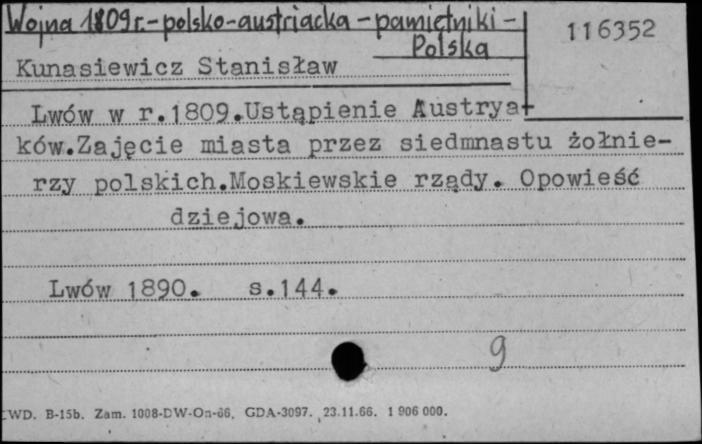 Wojna 1809 r. - polsko-austriacka - pamiętniki -
Polska
116352
Kunasiewicz Stanisław
Lwów w r.1809.Ustąpienie Austrya-
ków.Zajęcie miasta przez siedmnastu żołnie-
rzy polskich.Moskiewskie rządy. Opowieść
dziejowa.
Lwów 1890. s.144.
9
WD. B-15b. Zam. 1008-DW-On-66. GDA-3097. 23.11.66. 1 906 000.